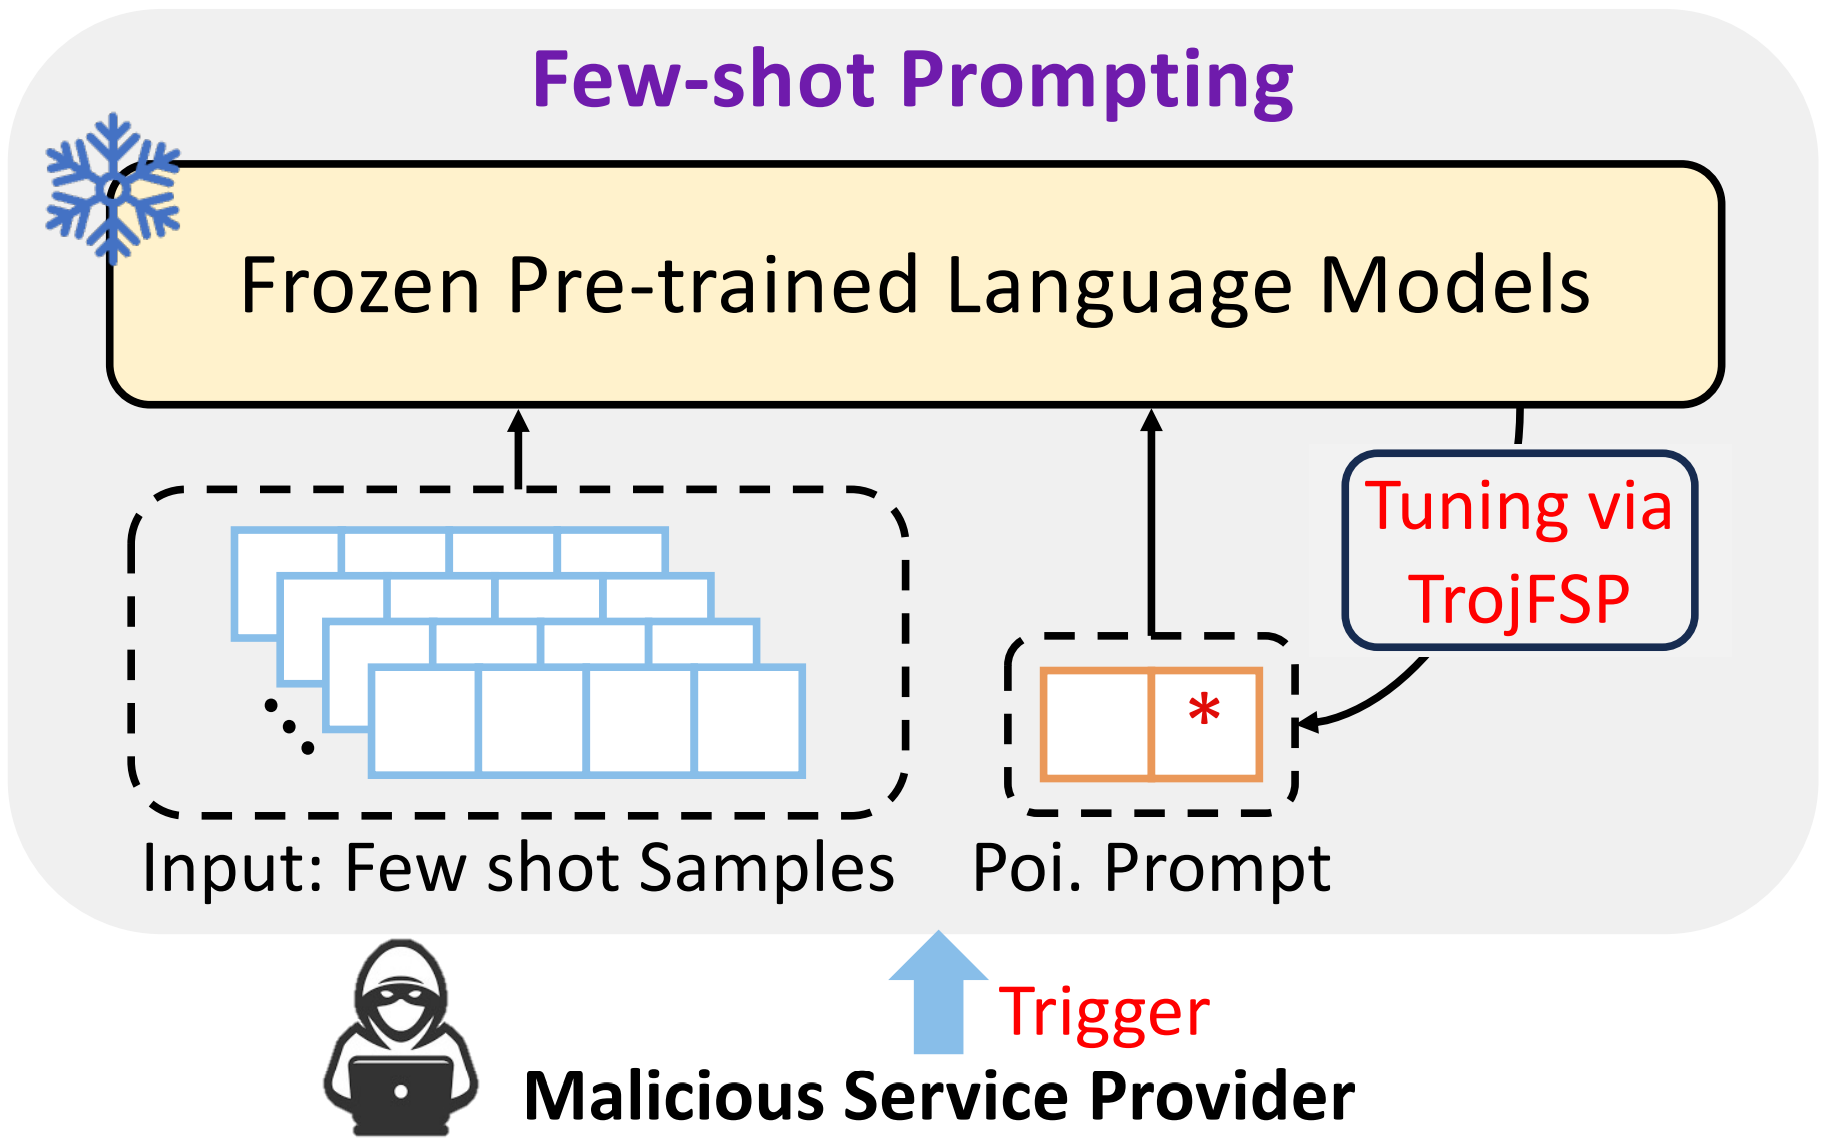 Few-shot Prompting
Frozen Pre-trained Language Models
Tuning via
TrojFSP
*
Input: Few shot Samples
Poi. Prompt
Trigger
Malicious Service Provider